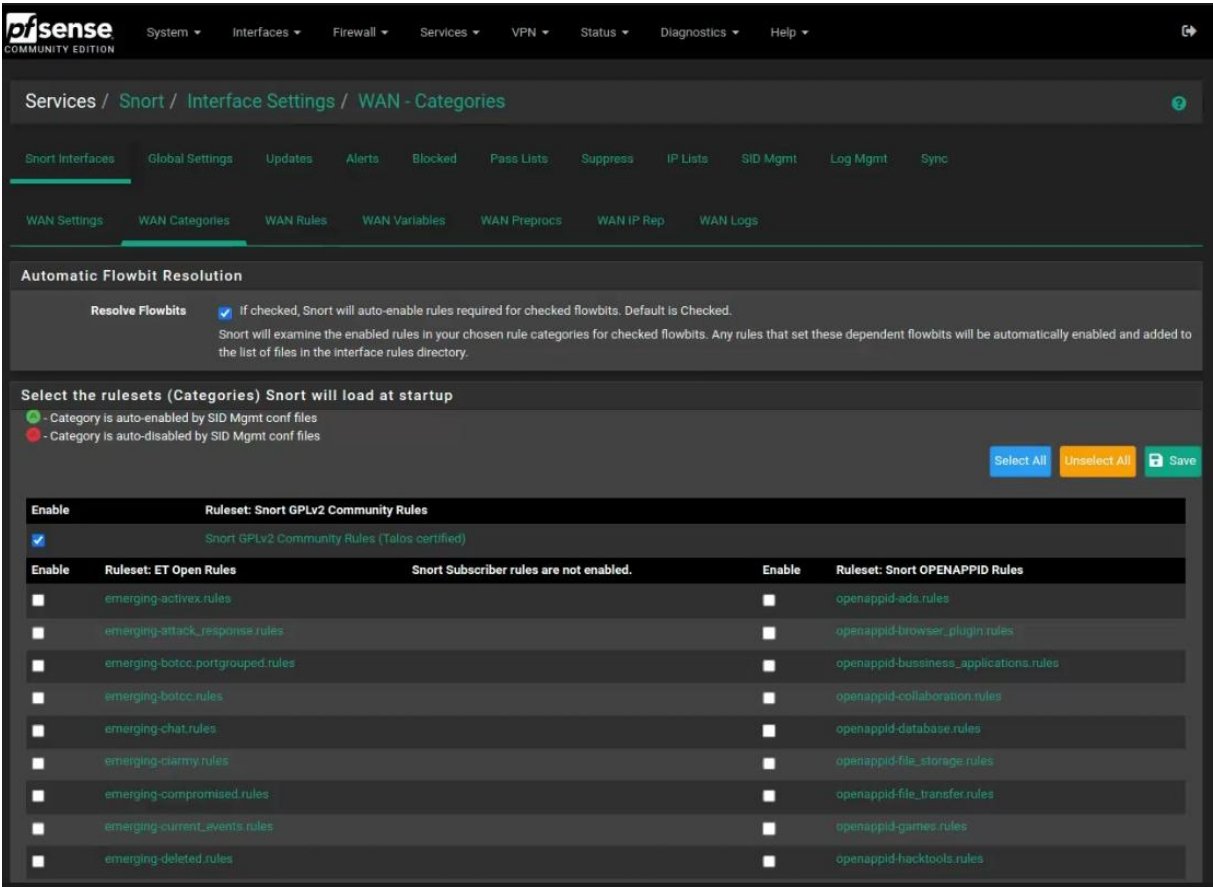 pfsense
COMMUNITY EDITION
System Interfaces Firewall Services VPN Status Diagnostics Help
Services / Snort / Interface Settings / WAN - Categories
Snort Interfaces Global Settings Updates Alerts Blocked Pass Lists Suppress IP Lists SID Mgmt Log Mgmt Sync
WAN Settings WAN Categories WAN Rules WAN Variables WAN Preprocs WAN IP Rep WAN Logs
Automatic Flowbit Resolution
Resolve Flowbits If checked, Snort will auto-enable rules required for checked flowbits. Default is Checked.
Snort will examine the enabled rules in your chosen rule categories for checked flowbits. Any rules that set these dependent flowbits will be automatically enabled and added to
the list of files in the interface rules directory.
Select the rulesets (Categories) Snort will load at startup
- Category is auto-enabled by SID Mgmt conf files
- Category is auto-disabled by SID Mgmt conf files
Select All Unselect All Save
Enable Ruleset: Snort GPLv2 Community Rules
Snort GPLv2 Community Rules (Talos certified)
Enable Ruleset: ET Open Rules Snort Subscriber rules are not enabled. Enable Ruleset: Snort OPENAPPID Rules
emerging-activex.rules openappid-ads.rules
emerging-attack_response.rules openappid-browser_plugin.rules
emerging-botcc.portgrouped.rules openappid-bussiness_applications.rules
emerging-botcc.rules openappid-collaboration.rules
emerging-chat.rules openappid-database.rules
emerging-ciarmy.rules openappid-file_storage.rules
emerging-compromised.rules openappid-file_transfer.rules
emerging-current_events.rules openappid-games.rules
emerging-deleted.rules openappid-hacktools.rules